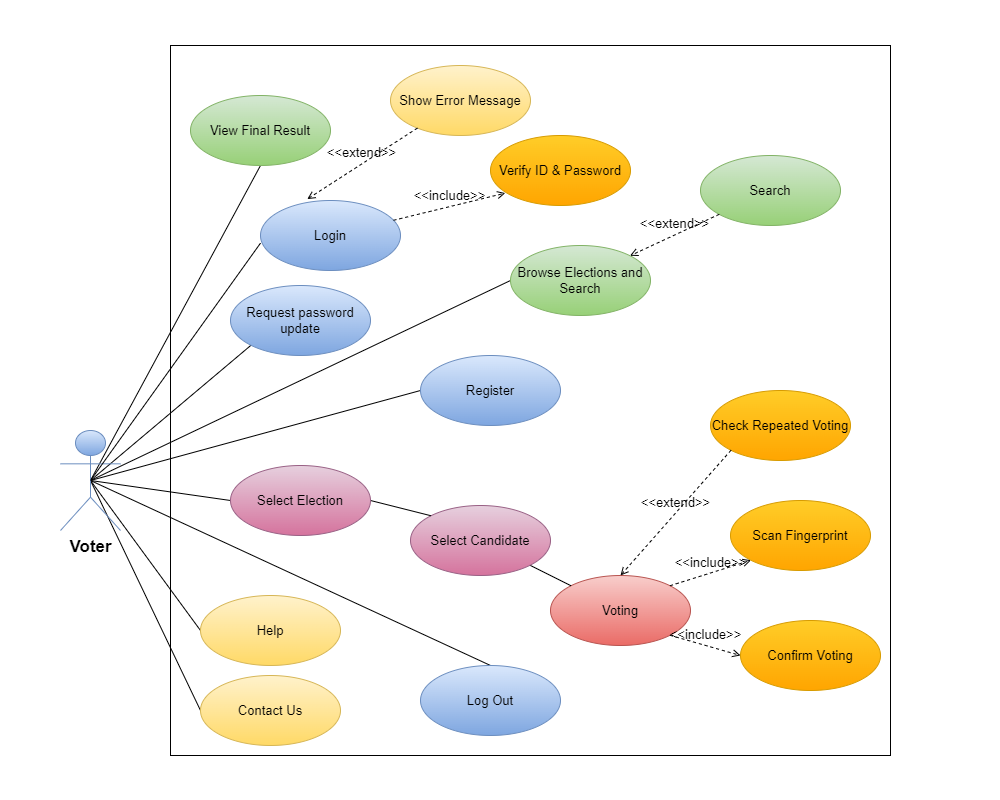 Show Error Message
View Final Result
<<extend>>
Verify ID & Password
<<include>>
Search
<<extend>>
Login
Browse Elections and
Search
Request password
update
Register
Check Repeated Voting
Select Election
<<extend>>
Select Candidate
Scan Fingerprint
Voter
<<include>>
Voting
Help
<<include>>
Confirm Voting
Log Out
Contact Us